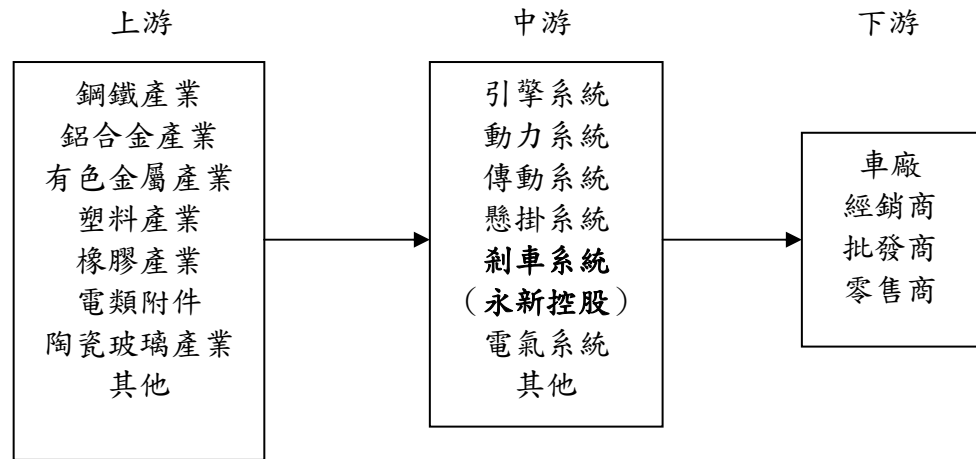 上游
鋼鐵產業
鋁合金產業
有色金屬產業
塑料產業
橡膠產業
電類附件
陶瓷玻璃產業
其他
中游
引擎系統
動力系統
傳動系統
懸掛系統
剎車系統
（永新控股）
電氣系統
其他
下游
車廠
經銷商
批發商
零售商